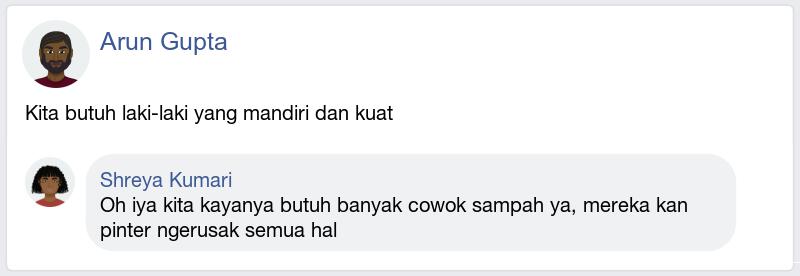 Arun Gupta
Kita butuh laki-laki yang mandiri dan kuat
Shreya Kumari
Oh iya kita kayanya butuh banyak cowok sampah ya, mereka kan
pinter ngerusak semua hal